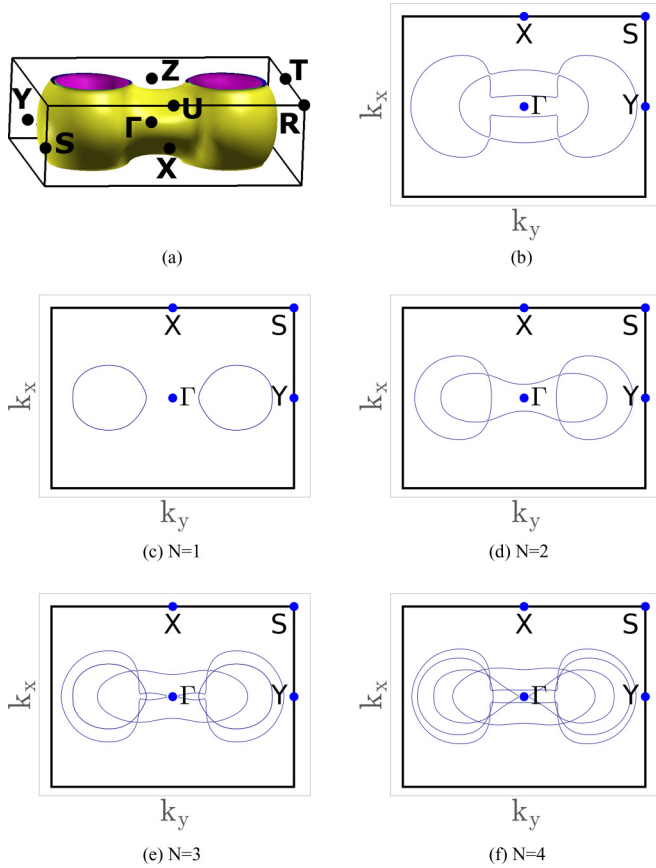 Z
T
Y
U
R
Γ
S
X
(a)
X
S
Γ
Y
k_x
k_y
(b)
X
S
Γ
Y
k_x
k_y
(c) N=1
X
S
Γ
Y
k_x
k_y
(d) N=2
X
S
Γ
Y
k_x
k_y
(e) N=3
X
S
Γ
Y
k_x
k_y
(f) N=4